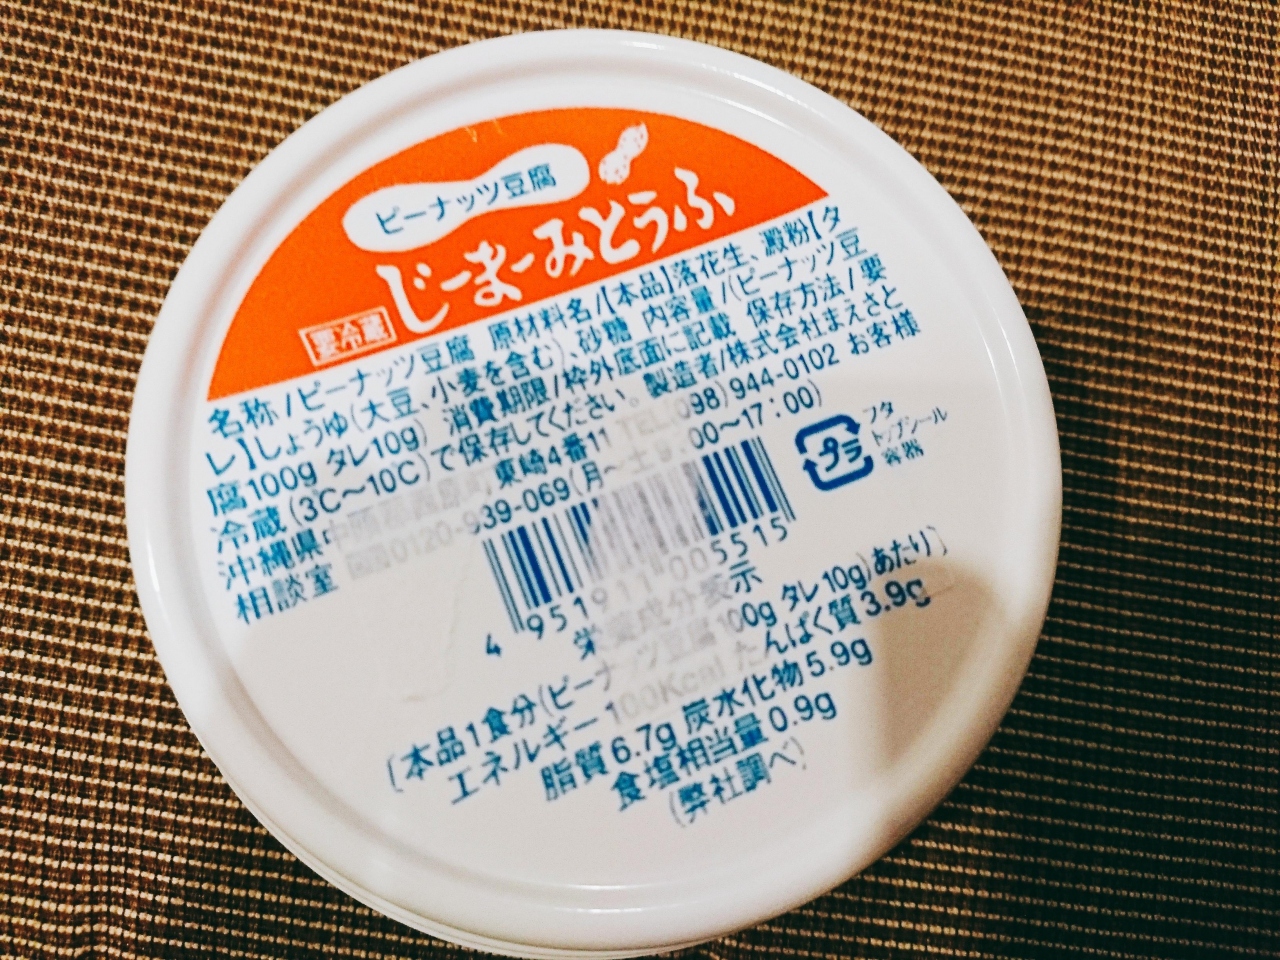 ピーナッツ豆腐
じーまーみとうふ
要冷蔵
名称/ピーナッツ豆腐 原材料名/【本品】落花生、澱粉【タ
レ】しょうゆ(大豆、小麦を含む)、砂糖 内容量/(ピーナッツ豆
腐100g タレ10g) 消費期限/枠外底面に記載 保存方法/要
冷蔵(3℃〜10℃)で保存してください。製造者/株式会社まえさと
沖縄県中頭郡西原町東崎4番11 TEL(098)944-0102 お客様
相談室 0120-939-069(月〜土9:00〜17:00)
プラ
フタ
トップシール
容器
4 951911 005515
栄養成分表示
(本品1食分(ピーナッツ豆腐100g タレ10g)あたり)
エネルギー100Kcal たんぱく質3.9g
脂質6.7g 炭水化物5.9g
食塩相当量0.9g
(弊社調べ)